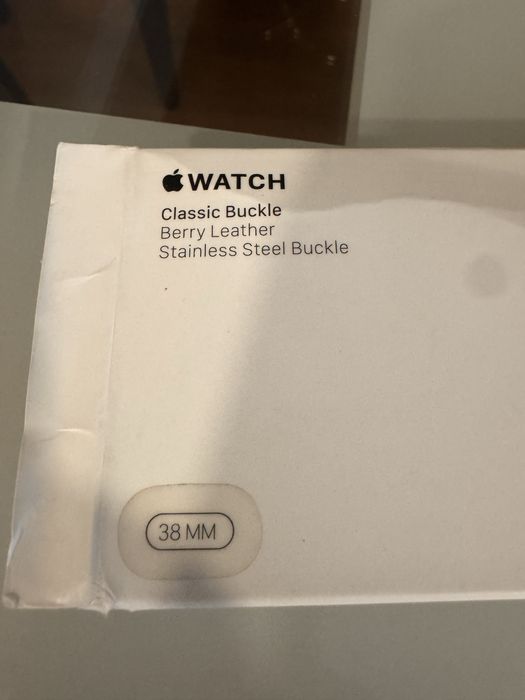 WATCH
Classic Buckle
Berry Leather
Stainless Steel Buckle
38 MM